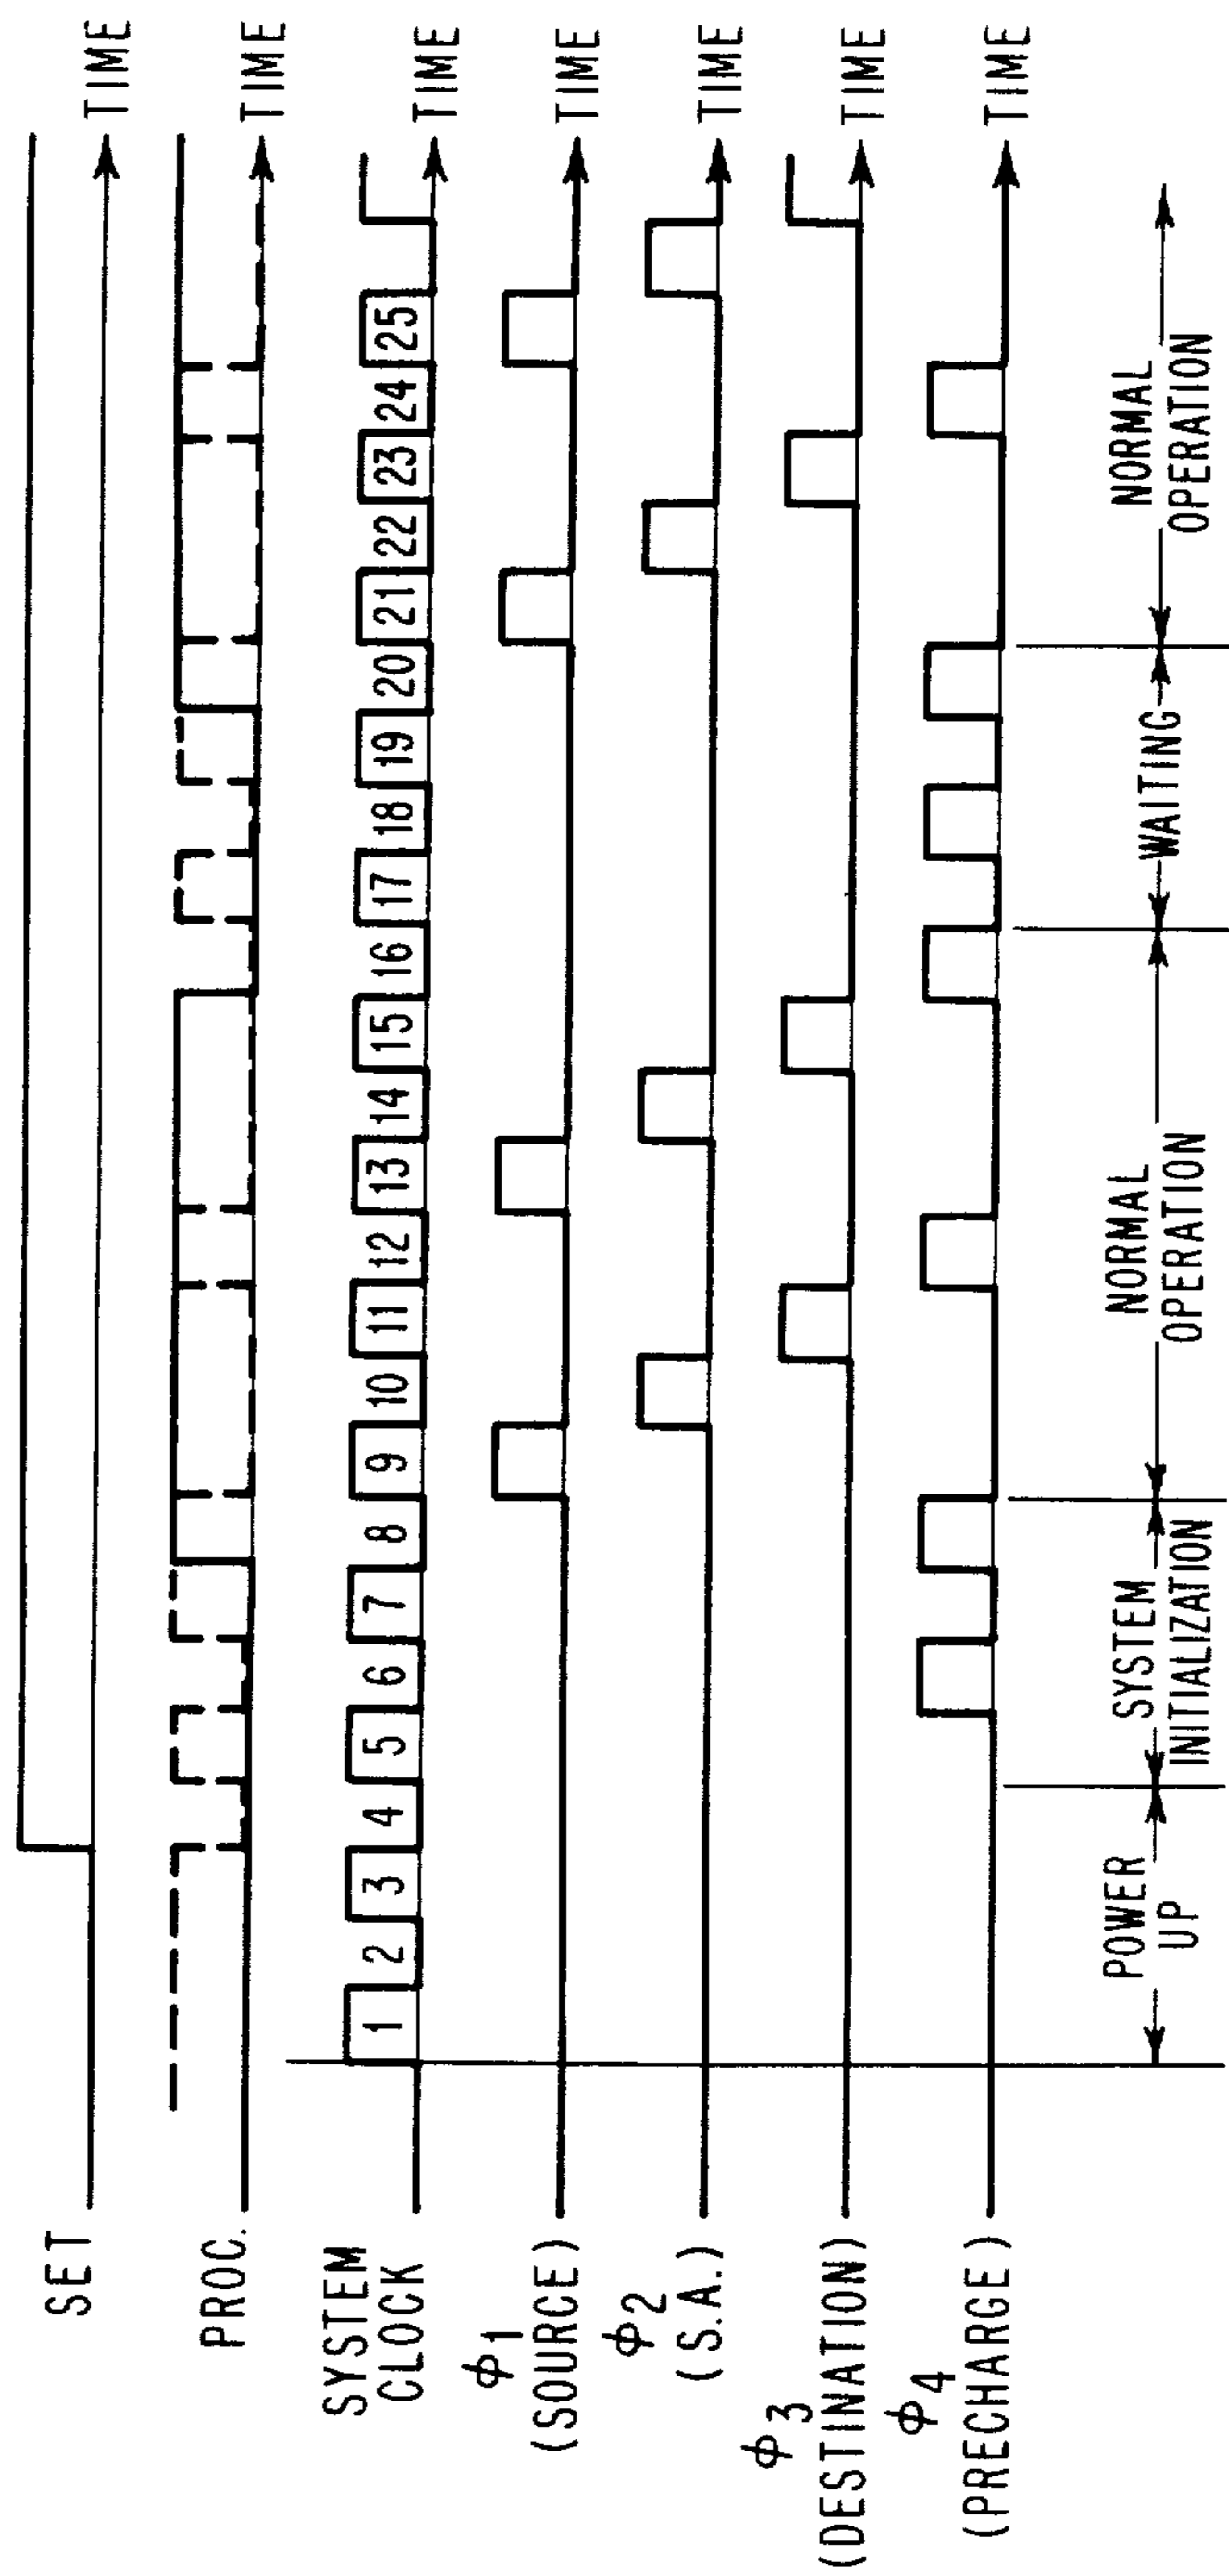 SET
TIME
PROC.
TIME
SYSTEM
CLOCK
1 2 3 4 5 6 7 8 9 10 11 12 13 14 15 16 17 18 19 20 21 22 23 24 25
TIME
ϕ1
(SOURCE)
TIME
ϕ2
(S.A.)
TIME
ϕ3
(DESTINATION)
TIME
ϕ4
(PRECHARGE)
TIME
POWER
UP
SYSTEM
INITIALIZATION
NORMAL
OPERATION
WAITING
NORMAL
OPERATION